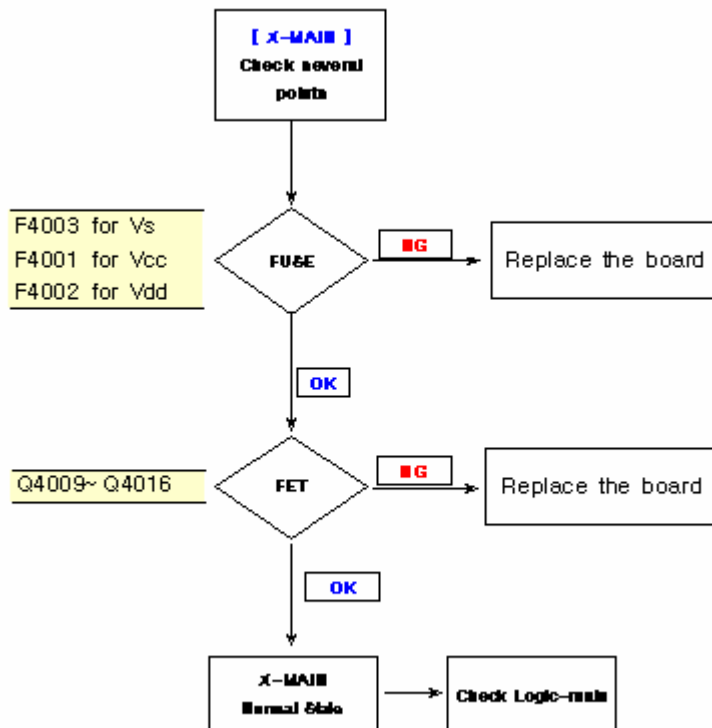 [ X-MAIN ]
Check several
points
F4003 for Vs
F4001 for Vcc
F4002 for Vdd
FUSE
NG
Replace the board
OK
Q4009~ Q4016
FET
NG
Replace the board
OK
X-MAIN
Normal State
Check Logic-main